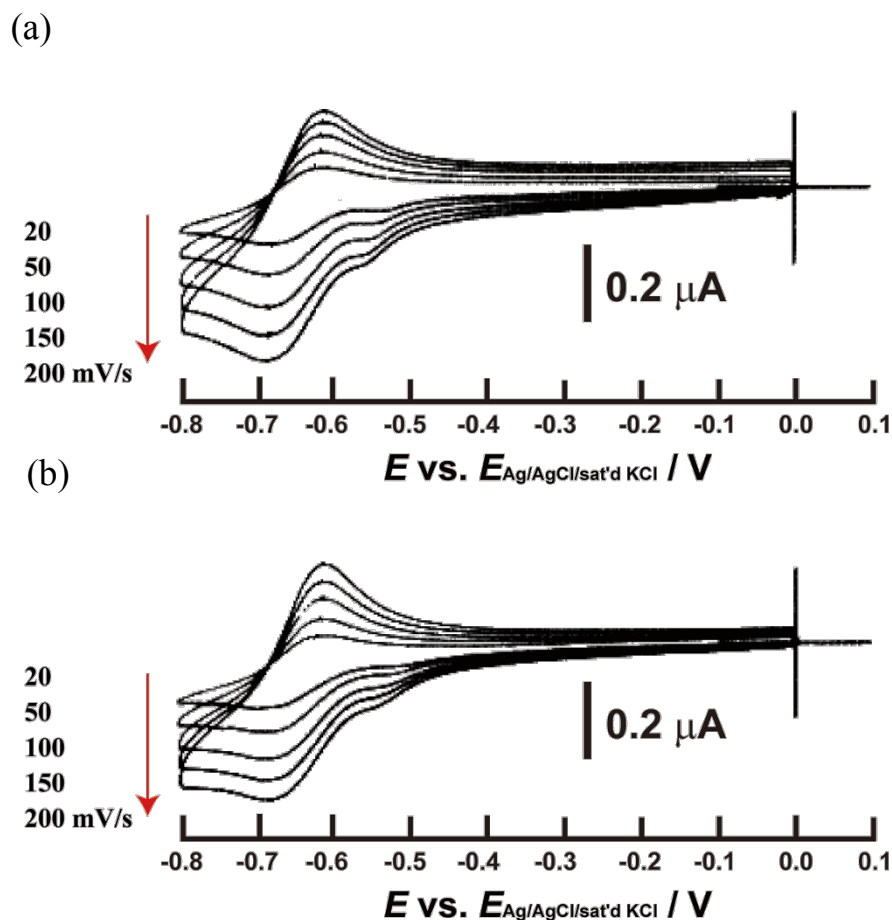 (a)
20
50
100
150
200 mV/s
0.2 μA
-0.8 -0.7 -0.6 -0.5 -0.4 -0.3 -0.2 -0.1 0.0 0.1
E vs. EAg/AgCl/sat'd KCl / V
(b)
20
50
100
150
200 mV/s
0.2 μA
-0.8 -0.7 -0.6 -0.5 -0.4 -0.3 -0.2 -0.1 0.0 0.1
E vs. EAg/AgCl/sat'd KCl / V